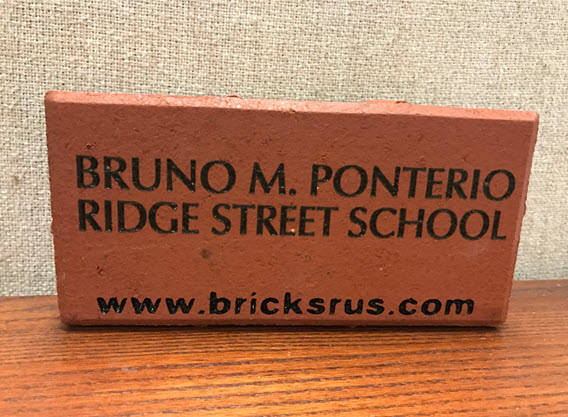 BRUNO M. PONTERIO
RIDGE STREET SCHOOL
www.bricksrus.com